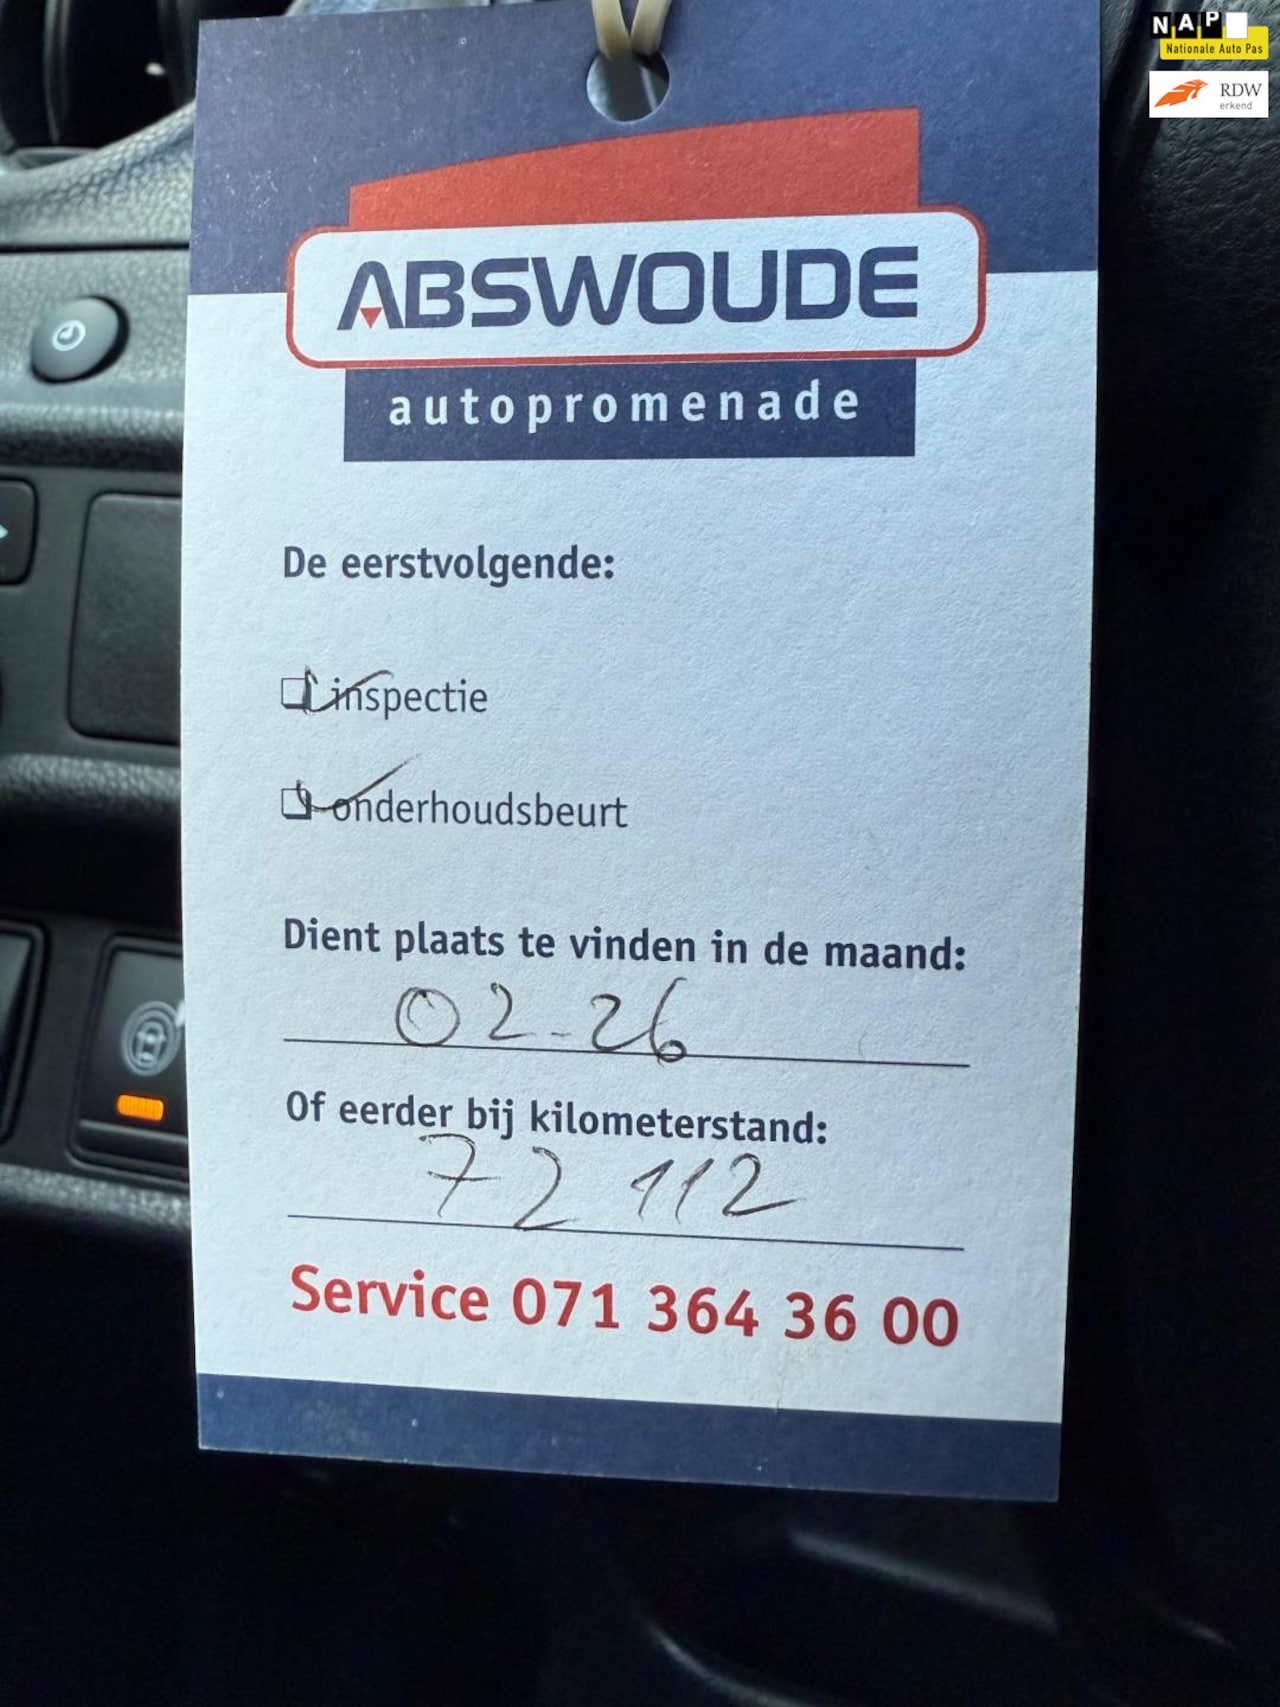 NAP
Nationale Auto Pas
RDW
erkend
ABSWOUDE
autopromenade
De eerstvolgende:
inspectie
onderhoudsbeurt
Dient plaats te vinden in de maand:
02-26
Of eerder bij kilometerstand:
72 112
Service 071 364 36 00